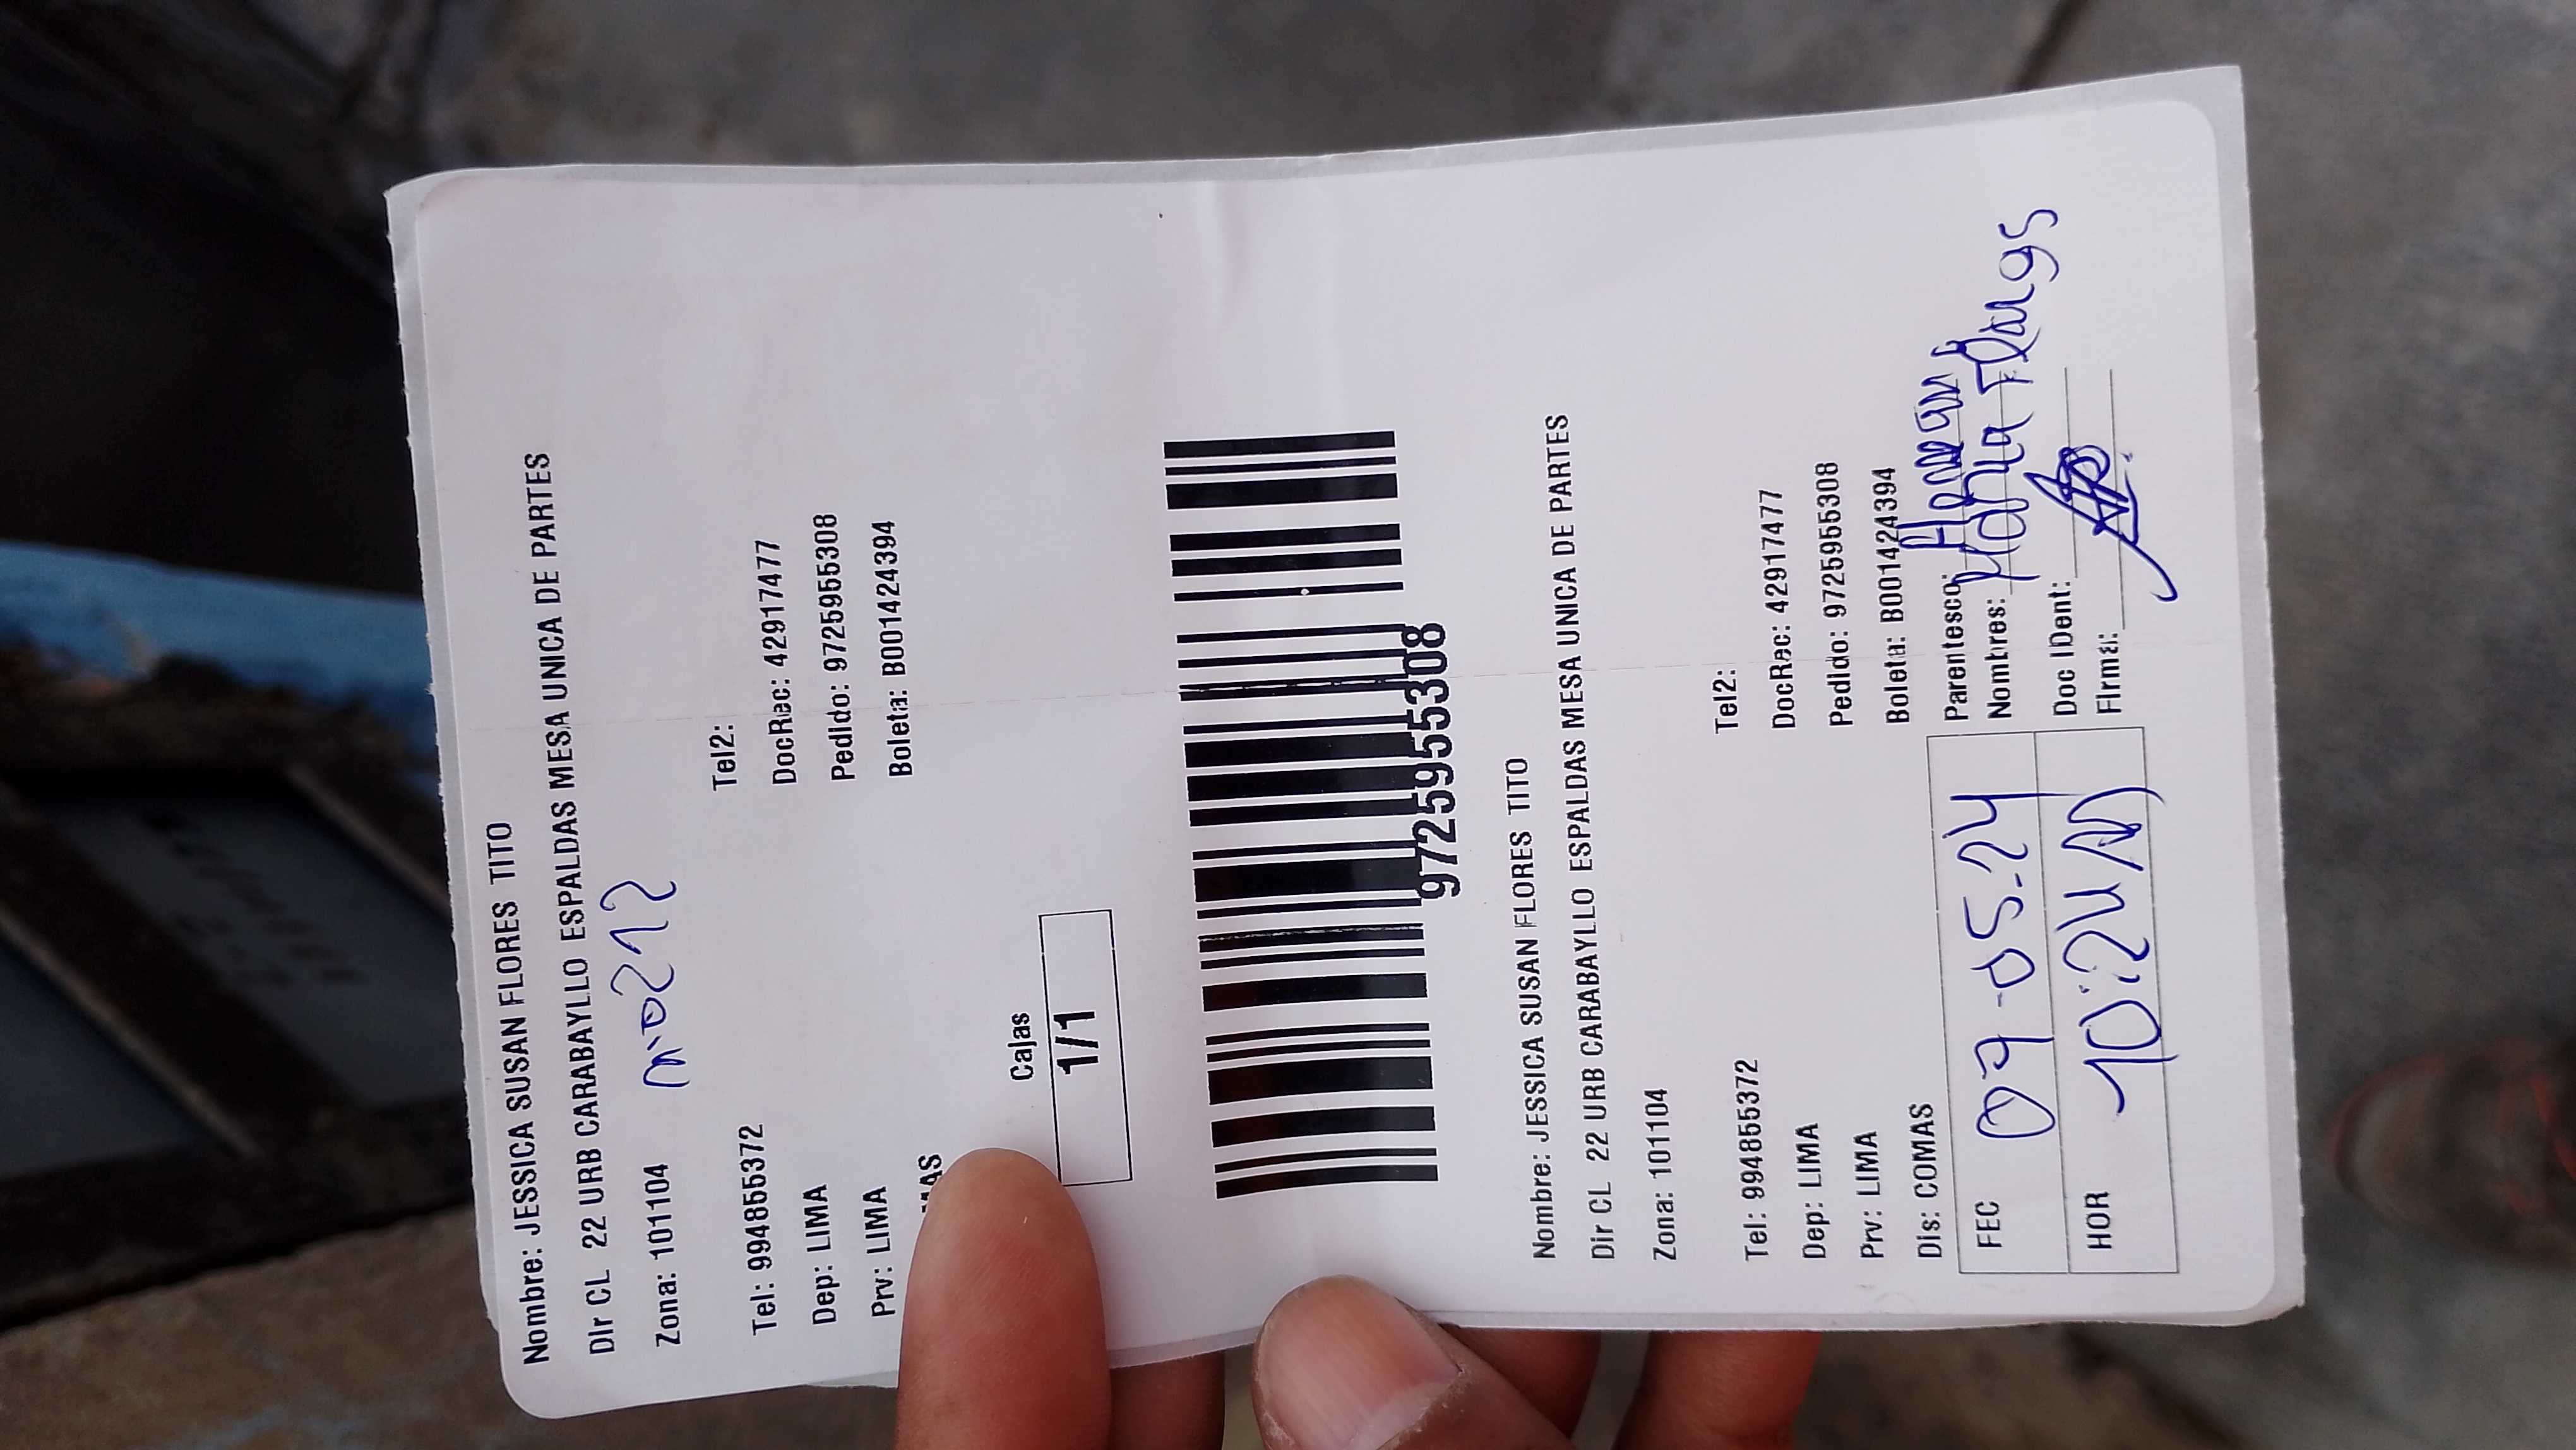 Nombre: JESSICA SUSAN FLORES TITO
Dir CL 22 URB CARABAYLLO ESPALDAS MESA UNICA DE PARTES
Zona: 101104
Tel: 994855372 Tel2:
Dep: LIMA DocRec: 42917477
Prv: LIMA Pedido: 9725955308
MAS Boleta: B001424394
Cajas
1/1
9725955308
Nombre: JESSICA SUSAN FLORES TITO
Dir CL 22 URB CARABAYLLO ESPALDAS MESA UNICA DE PARTES
Zona: 101104
Tel: 994855372 Tel2:
Dep: LIMA DocRec: 42917477
Prv: LIMA Pedido: 9725955308
Dis: COMAS Boleta: B001424394
FEC 09-05-24 Parentesco:
Nombres: Maria
HOR Doc IDent:
Firma: